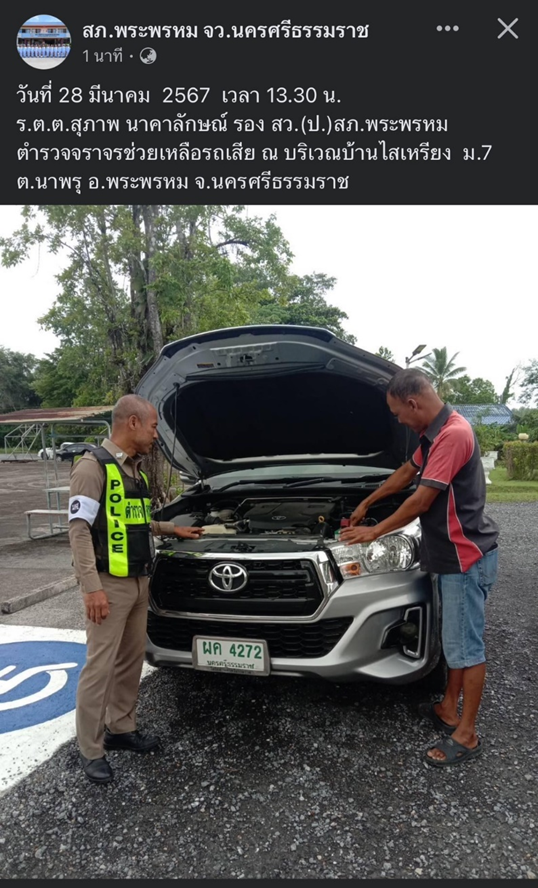 สภ.พระพรหม จว.นครศรีธรรมราช
1 นาที ·
วันที่ 28 มีนาคม 2567 เวลา 13.30 น.
ร.ต.ต.สุภาพ นาคาลักษณ์ รอง สว.(ป.)สภ.พระพรหม
ตำรวจจราจรช่วยเหลือรถเสีย ณ บริเวณบ้านไสเหรียง ม.7
ต.นาพรุ อ.พระพรหม จ.นครศรีธรรมราช
POLICE
ผค 4272
นครศรีธรรมราช